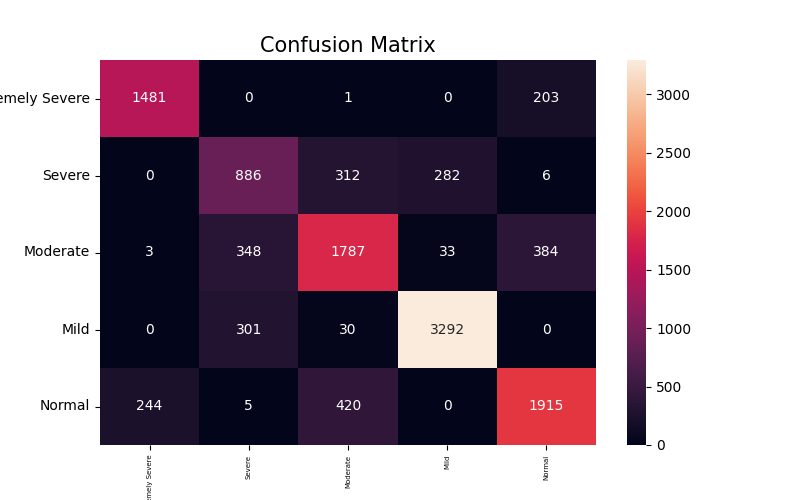 Confusion Matrix
emely Severe 1481 0 1 0 203
Severe 0 886 312 282 6
Moderate 3 348 1787 33 384
Mild 0 301 30 3292 0
Normal 244 5 420 0 1915
emely Severe
Severe
Moderate
Mild
Normal
3000
2500
2000
1500
1000
500
0